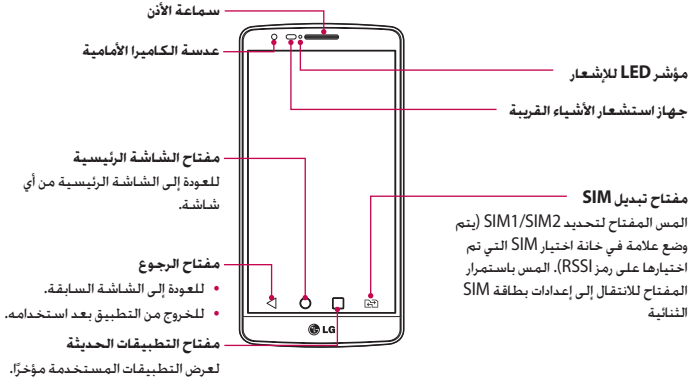 سماعة الأذن
عدسة الكاميرا الأمامية
مؤشر LED للإشعار
جهاز استشعار الأشياء القريبة
مفتاح الشاشة الرئيسية
للعودة إلى الشاشة الرئيسية من أي
شاشة.
مفتاح تبديل SIM
المس المفتاح لتحديد SIM1/SIM2 (يتم
وضع علامة في خانة اختيار SIM التي تم
اختيارها على رمز RSSI). المس باستمرار
المفتاح للانتقال إلى إعدادات بطاقة SIM
الثنائية
مفتاح الرجوع
• للعودة إلى الشاشة السابقة.
• للخروج من التطبيق بعد استخدامه.
مفتاح التطبيقات الحديثة
لعرض التطبيقات المستخدمة مؤخرًا.
LG